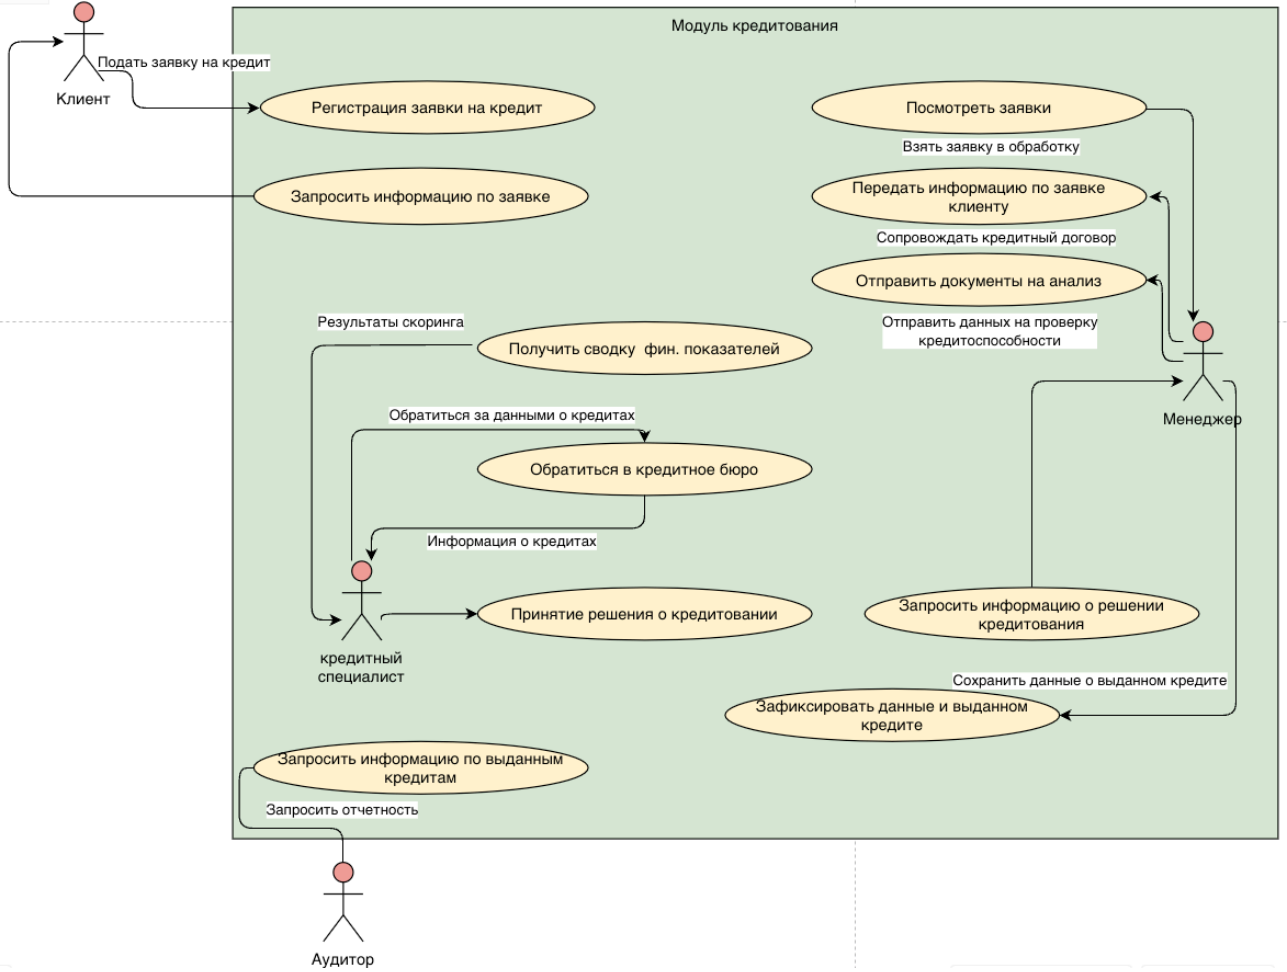 Модуль кредитования
Подать заявку на кредит
Клиент
Регистрация заявки на кредит
Посмотреть заявки
Взять заявку в обработку
Запросить информацию по заявке
Передать информацию по заявке
клиенту
Сопровождать кредитный договор
Отправить документы на анализ
Результаты скоринга
Отправить данных на проверку
кредитоспособности
Получить сводку фин. показателей
Менеджер
Обратиться за данными о кредитах
Обратиться в кредитное бюро
Информация о кредитах
Принятие решения о кредитовании
Запросить информацию о решении
кредитования
кредитный
специалист
Сохранить данные о выданном кредите
Зафиксировать данные и выданном
кредите
Запросить информацию по выданным
кредитам
Запросить отчетность
Аудитор